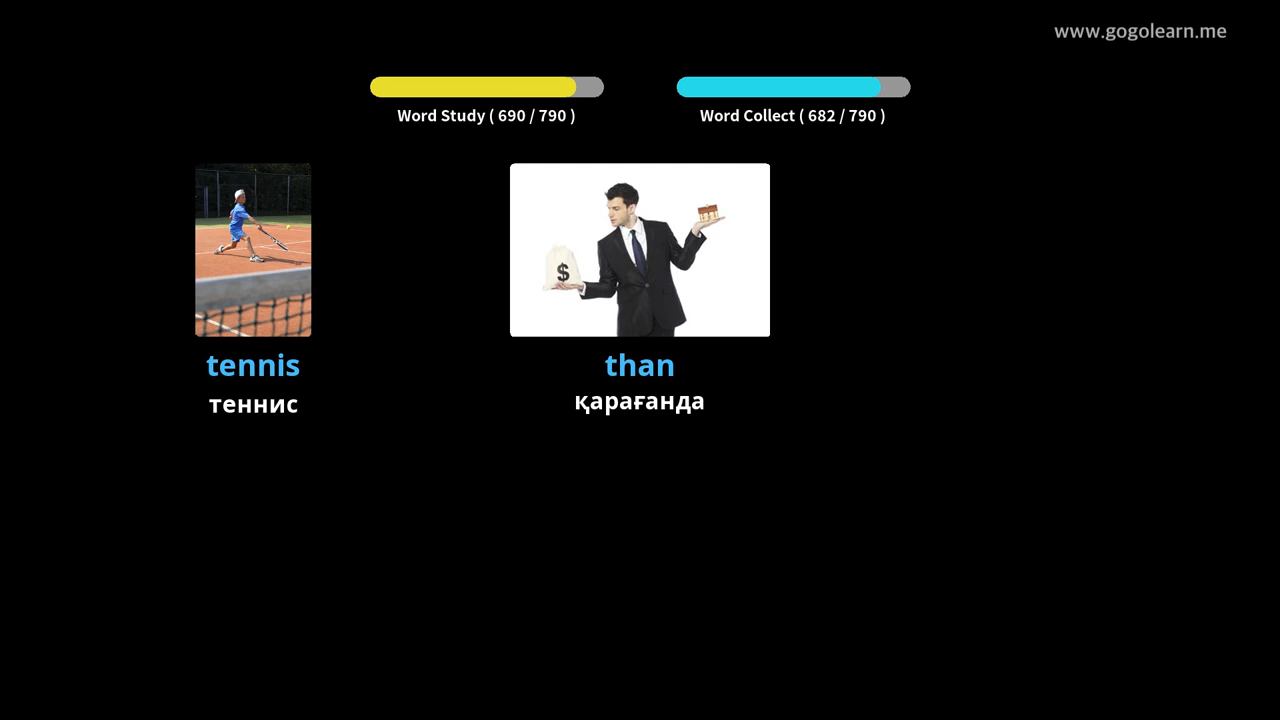 www.gogolearn.me
Word Study ( 690 / 790 )
Word Collect ( 682 / 790 )
$
tennis
теннис
than
қарағанда